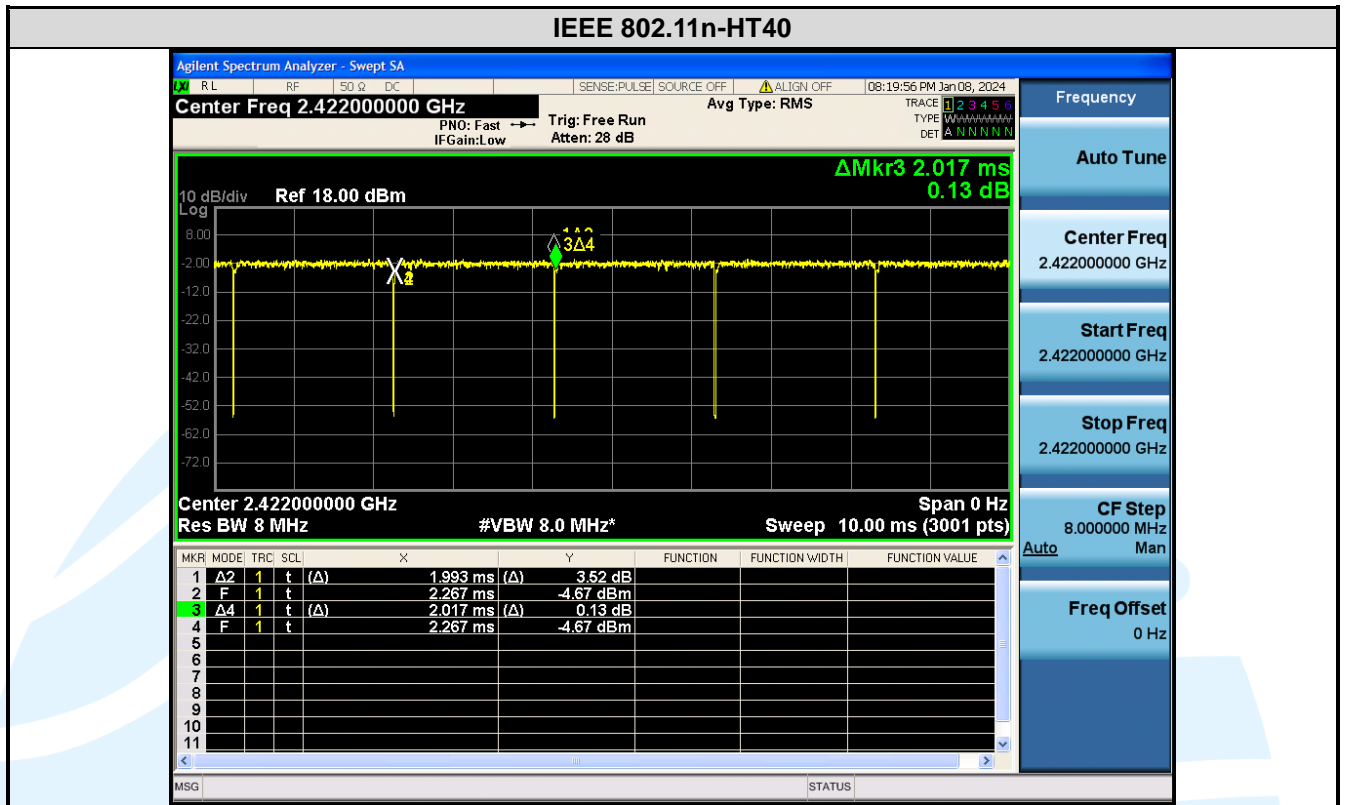 IEEE 802.11n-HT40
Agilent Spectrum Analyzer - Swept SA
LXI RL RF 50 Ω DC SENSE:PULSE SOURCE OFF ALIGN OFF 08:19:56 PM Jan 08, 2024
Center Freq 2.422000000 GHz
PNO: Fast
IFGain:Low
Trig: Free Run
Atten: 28 dB
Avg Type: RMS
TRACE 1 2 3 4 5 6
TYPE
DET A N N N N N
ΔMkr3 2.017 ms
0.13 dB
10 dB/div Ref 18.00 dBm
Log
8.00
-2.00
-12.0
-22.0
-32.0
-42.0
-52.0
-62.0
-72.0
3Δ4
Center 2.422000000 GHz Span 0 Hz
Res BW 8 MHz #VBW 8.0 MHz* Sweep 10.00 ms (3001 pts)
MKR MODE TRC SCL X Y FUNCTION FUNCTION WIDTH FUNCTION VALUE
1 Δ2 1 t (Δ) 1.993 ms (Δ) 3.52 dB
2 F 1 t 2.267 ms -4.67 dBm
3 Δ4 1 t (Δ) 2.017 ms (Δ) 0.13 dB
4 F 1 t 2.267 ms -4.67 dBm
5
6
7
8
9
10
11
MSG STATUS
Frequency
Auto Tune
Center Freq
2.422000000 GHz
Start Freq
2.422000000 GHz
Stop Freq
2.422000000 GHz
CF Step
8.000000 MHz
Auto Man
Freq Offset
0 Hz